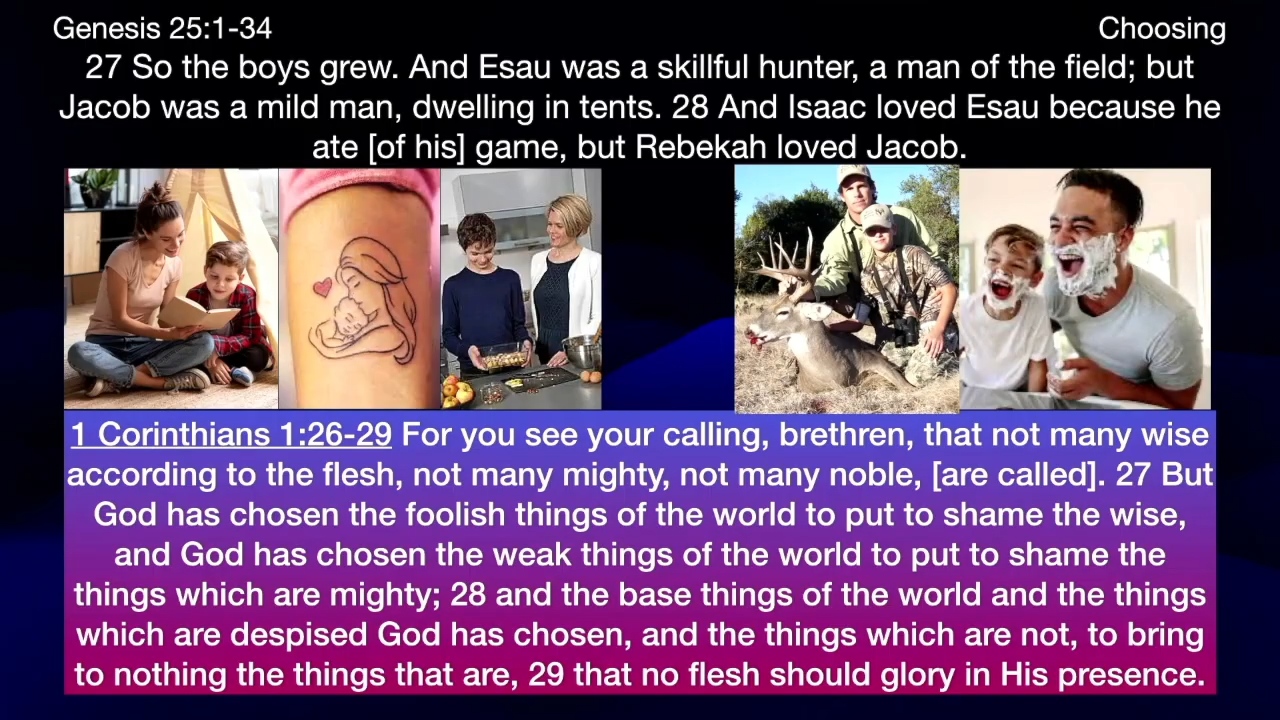 Genesis 25:1-34
Choosing
27 So the boys grew. And Esau was a skillful hunter, a man of the field; but
Jacob was a mild man, dwelling in tents. 28 And Isaac loved Esau because he
ate [of his] game, but Rebekah loved Jacob.
1 Corinthians 1:26-29 For you see your calling, brethren, that not many wise
according to the flesh, not many mighty, not many noble, [are called]. 27 But
God has chosen the foolish things of the world to put to shame the wise,
and God has chosen the weak things of the world to put to shame the
things which are mighty; 28 and the base things of the world and the things
which are despised God has chosen, and the things which are not, to bring
to nothing the things that are, 29 that no flesh should glory in His presence.